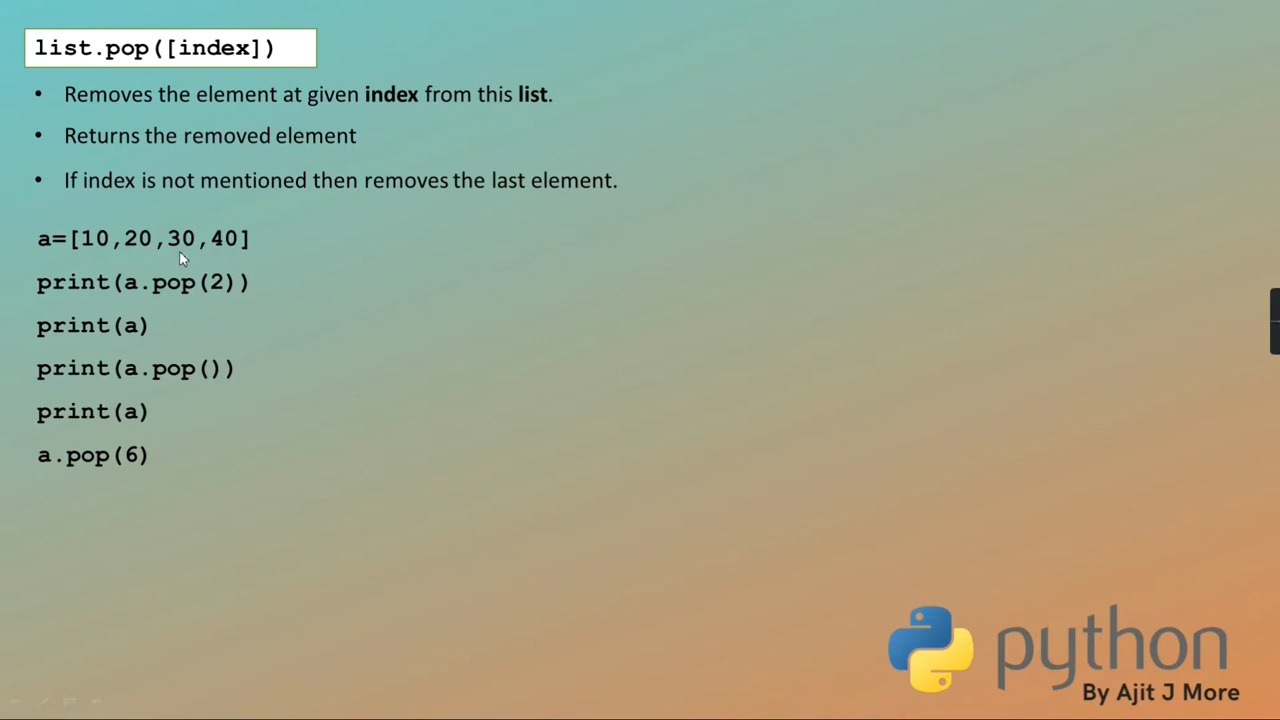 list.pop([index])
• Removes the element at given index from this list.
• Returns the removed element
• If index is not mentioned then removes the last element.
a=[10,20,30,40]
print(a.pop(2))
print(a)
print(a.pop())
print(a)
a.pop(6)
python
By Ajit J More